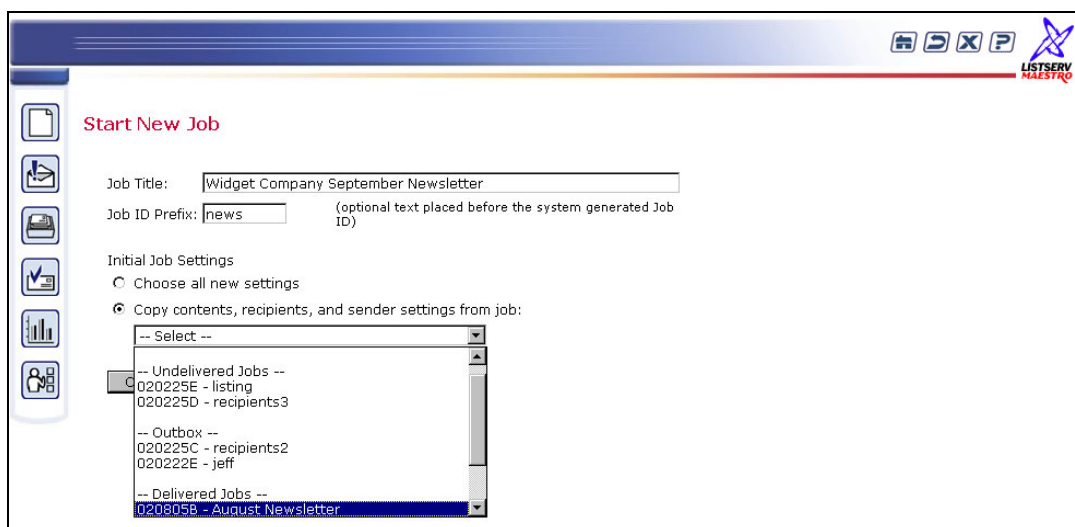 LISTSERV
MAESTRO
Start New Job
Job Title: Widget Company September Newsletter
Job ID Prefix: news (optional text placed before the system generated Job
ID)
Initial Job Settings
Choose all new settings
Copy contents, recipients, and sender settings from job:
-- Select --
-- Undelivered Jobs --
020225E - listing
020225D - recipients3
-- Outbox --
020225C - recipients2
020222E - jeff
-- Delivered Jobs --
020805B - August Newsletter